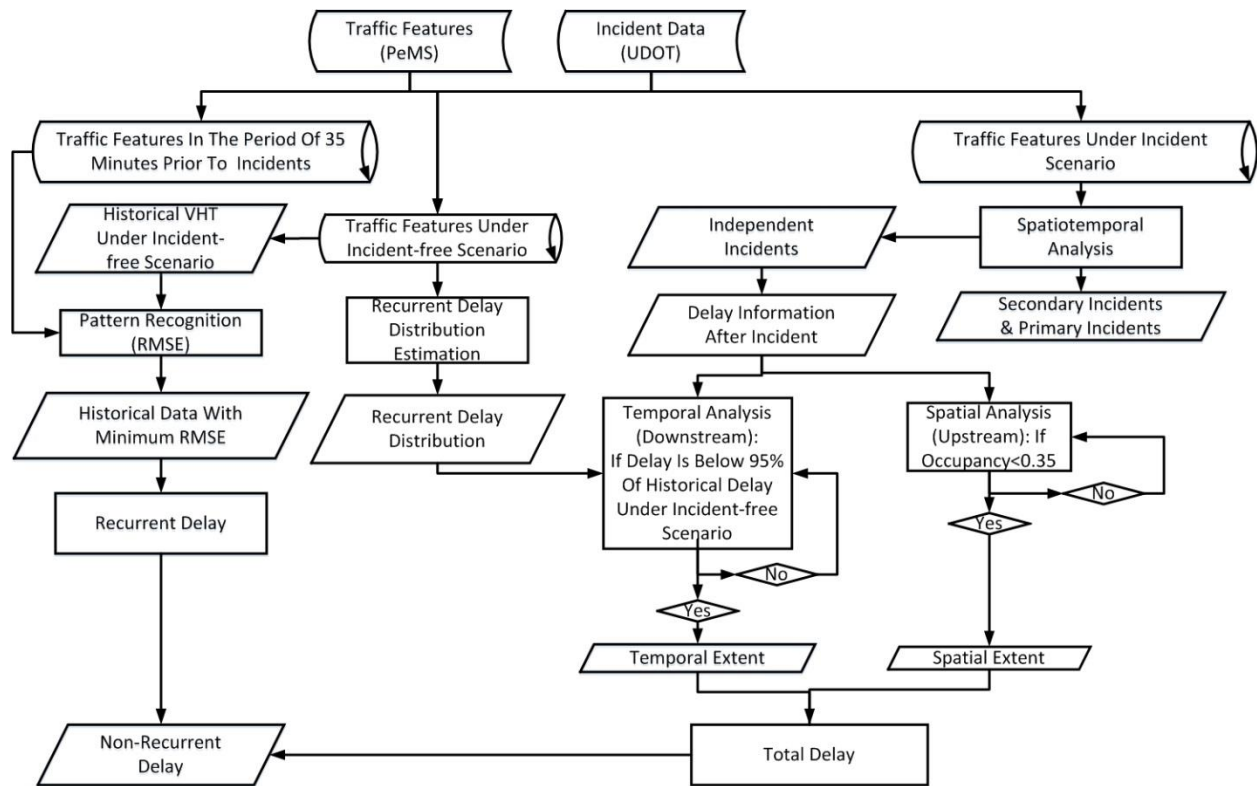 Traffic Features
(PeMS)
Incident Data
(UDOT)
Traffic Features In The Period Of 35
Minutes Prior To Incidents
Traffic Features Under Incident
Scenario
Historical VHT
Under Incident-
free Scenario
Traffic Features Under
Incident-free Scenario
Independent
Incidents
Spatiotemporal
Analysis
Pattern Recognition
(RMSE)
Recurrent Delay
Distribution
Estimation
Delay Information
After Incident
Secondary Incidents
& Primary Incidents
Historical Data With
Minimum RMSE
Recurrent Delay
Distribution
Temporal Analysis
(Downstream):
If Delay Is Below 95%
Of Historical Delay
Under Incident-free
Scenario
Spatial Analysis
(Upstream): If
Occupancy<0.35
No
Yes
Recurrent Delay
No
Yes
Temporal Extent
Spatial Extent
Non-Recurrent
Delay
Total Delay